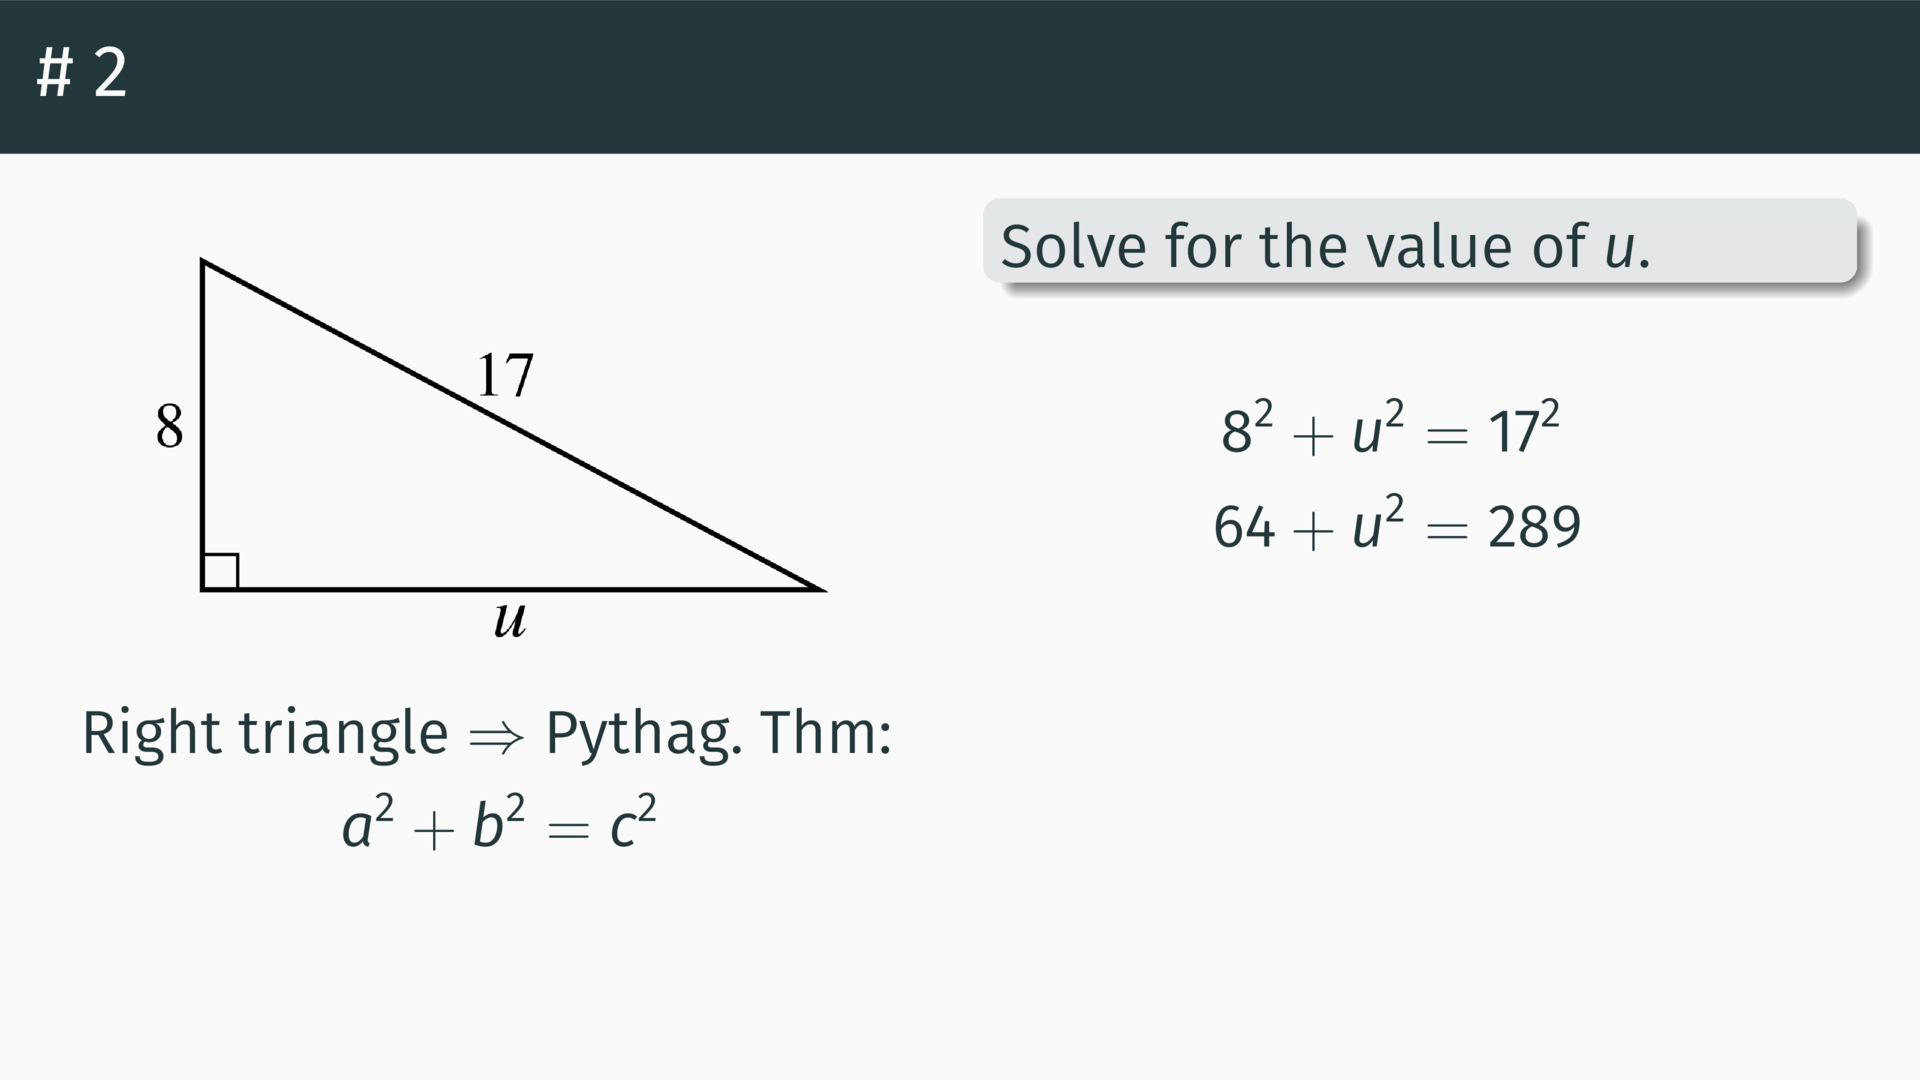 # 2
Solve for the value of u.
8
17
u
8² + u² = 17²
64 + u² = 289
Right triangle ⇒ Pythag. Thm:
a² + b² = c²